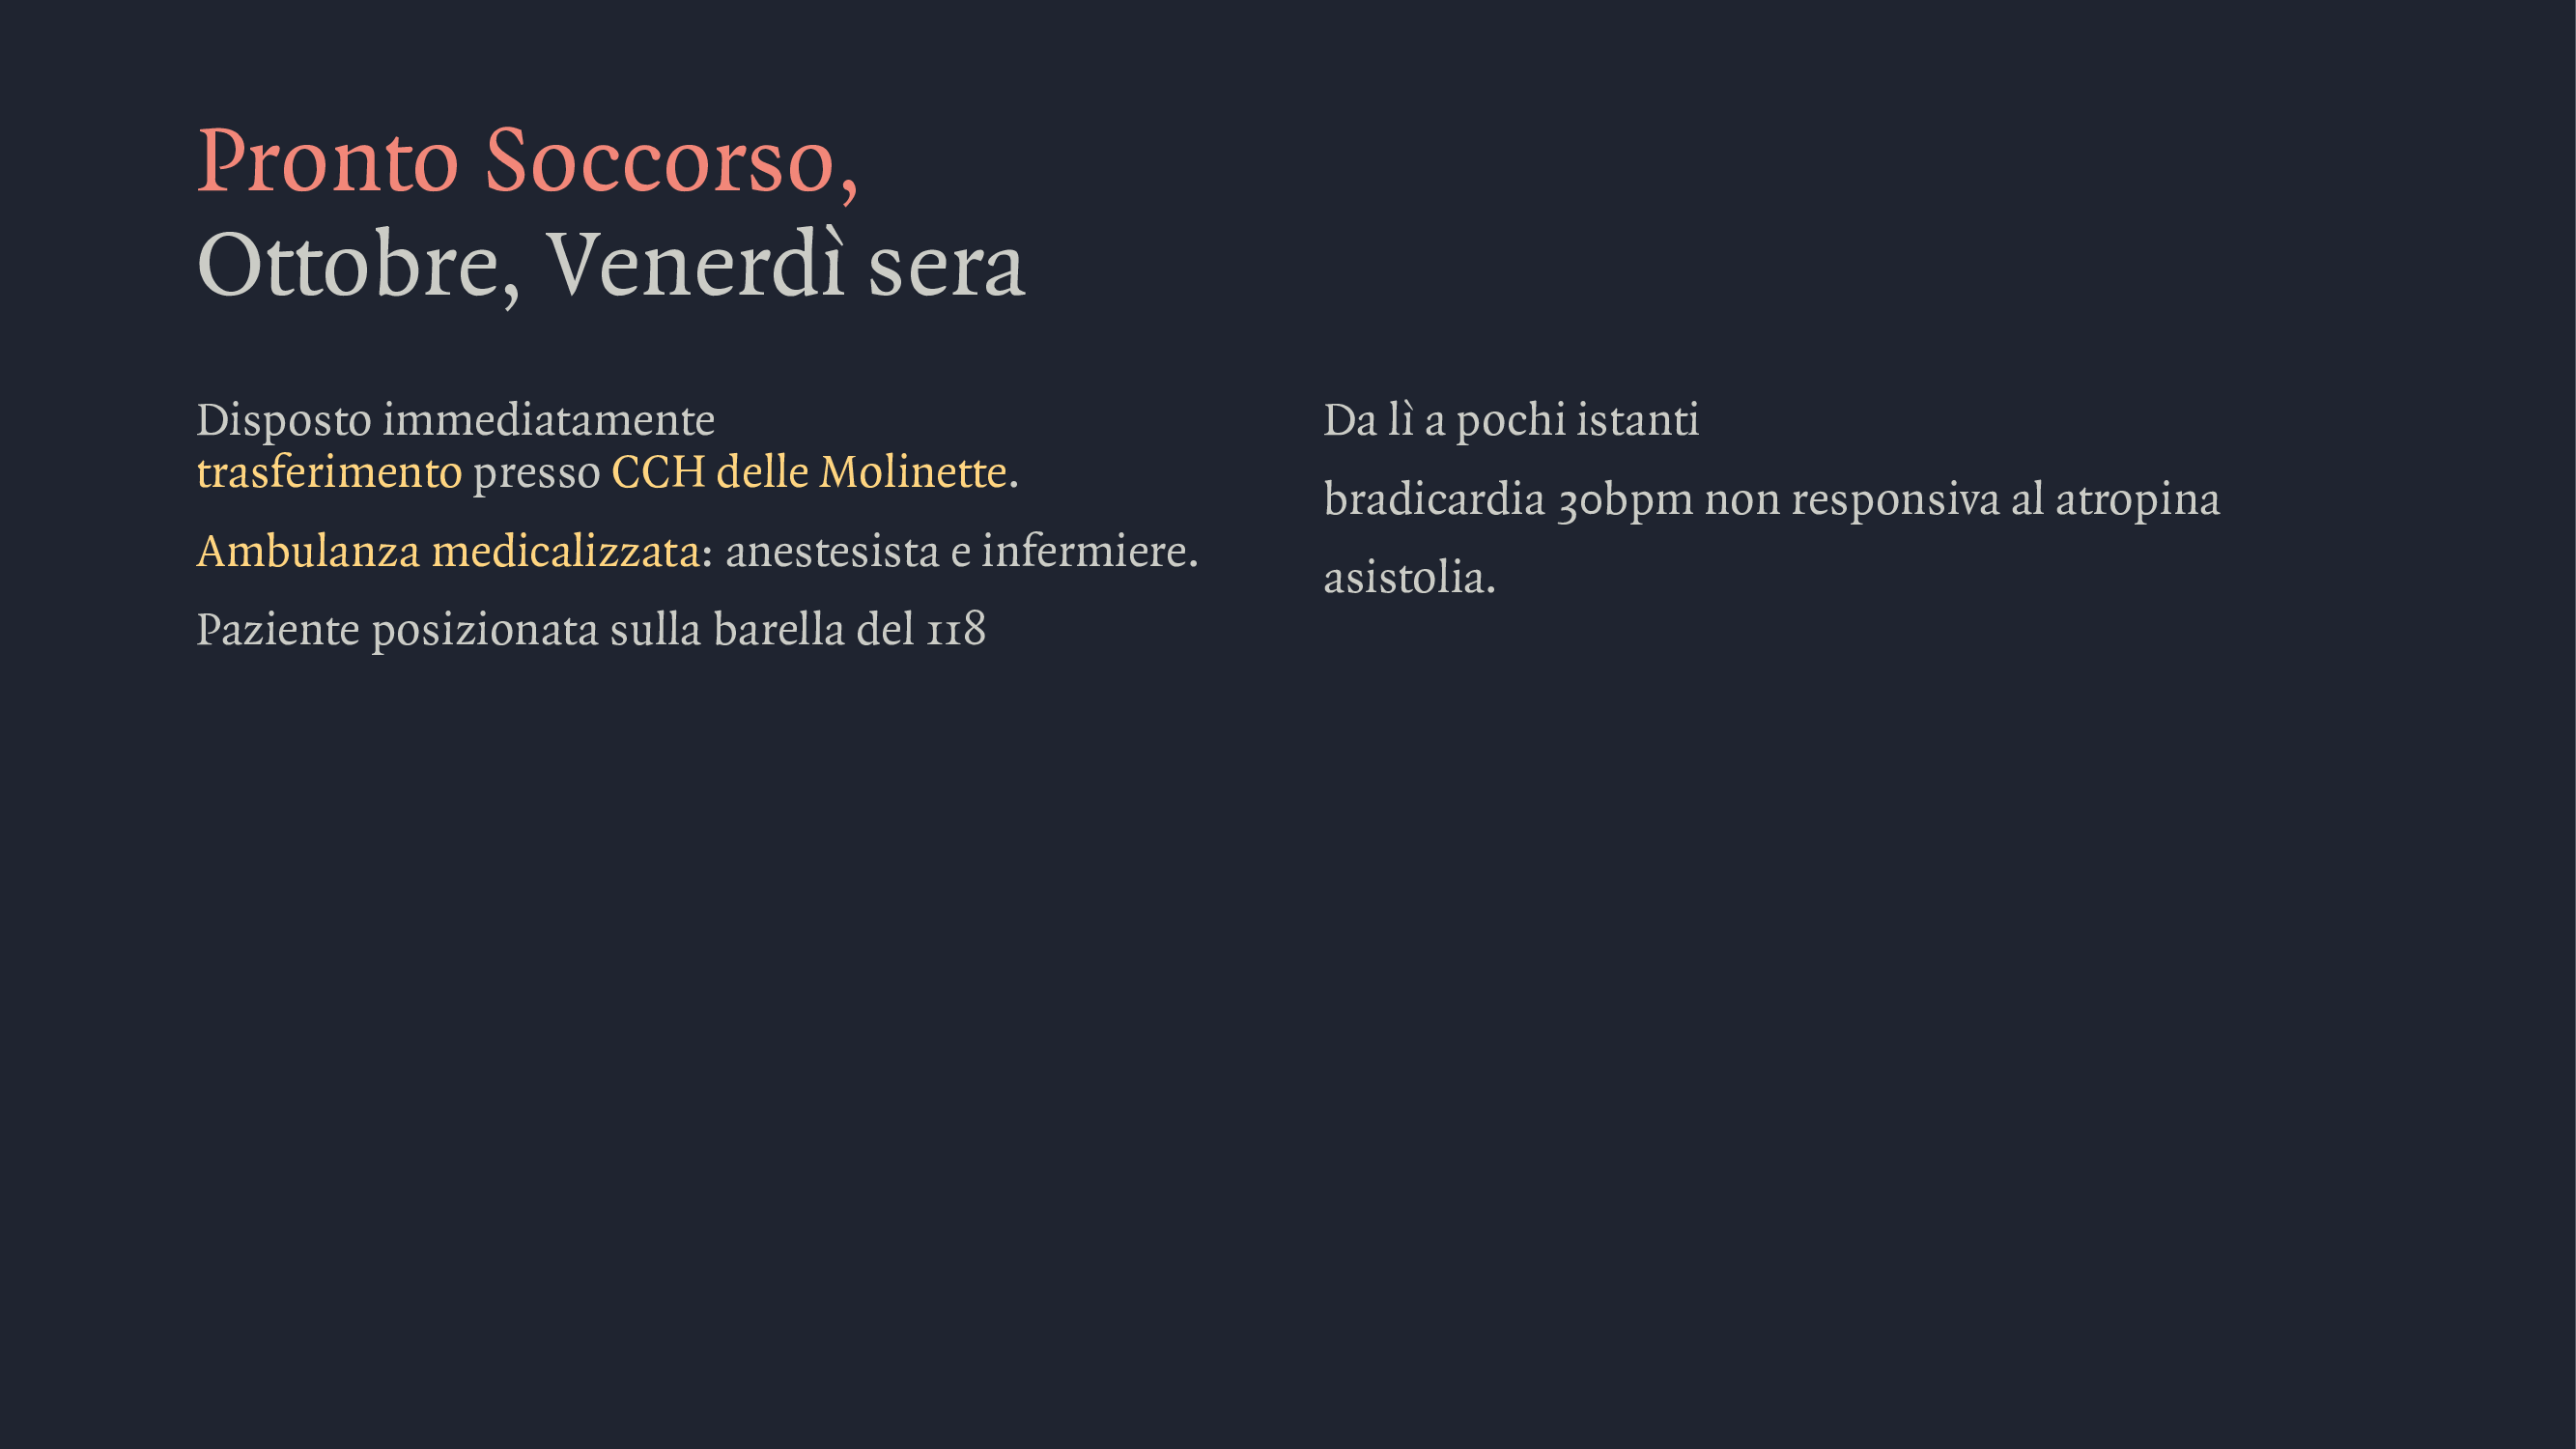 Pronto Soccorso,
Ottobre, Venerdì sera
Disposto immediatamente
trasferimento presso CCH delle Molinette.
Ambulanza medicalizzata: anestesista e infermiere.
Paziente posizionata sulla barella del 118
Da lì a pochi istanti
bradicardia 30bpm non responsiva al atropina
asistolia.